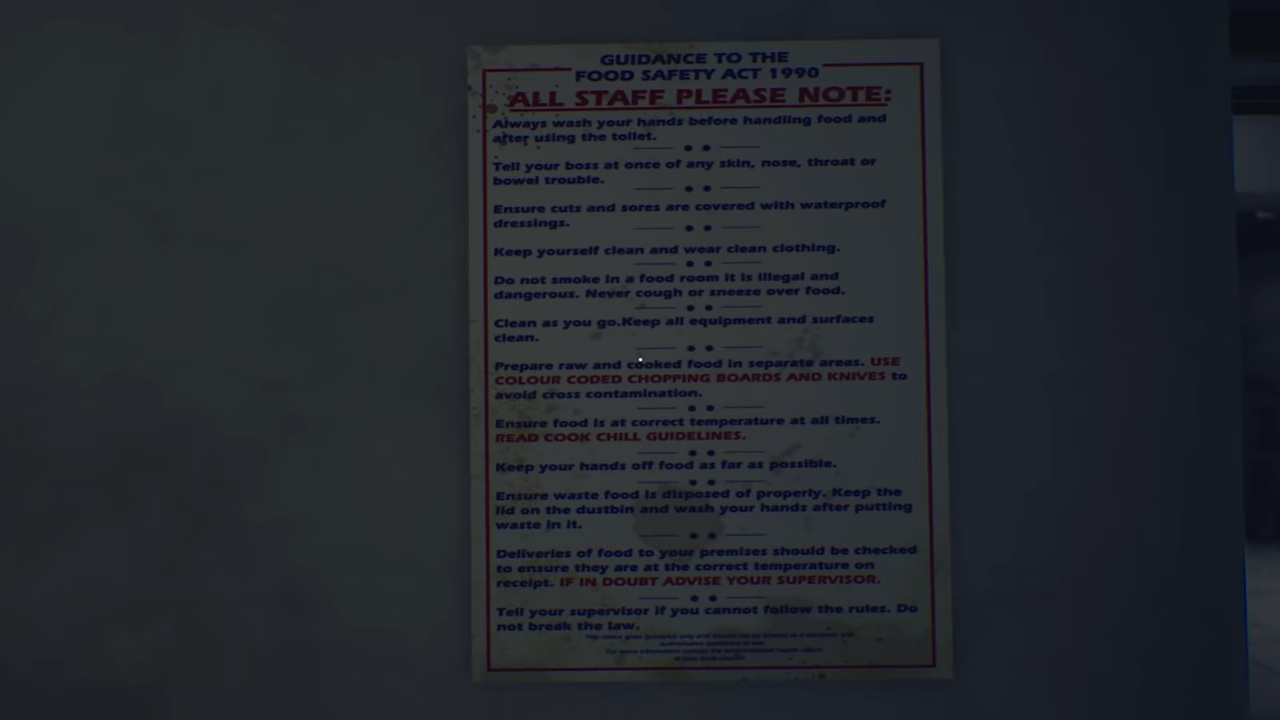 GUIDANCE TO THE
FOOD SAFETY ACT 1990
ALL STAFF PLEASE NOTE:
Always wash your hands before handling food and
after using the toilet.
Tell your boss at once of any skin, nose, throat or
bowel trouble.
Ensure cuts and sores are covered with waterproof
dressings.
Keep yourself clean and wear clean clothing.
Do not smoke in a food room it is illegal and
dangerous. Never cough or sneeze over food.
Clean as you go.Keep all equipment and surfaces
clean.
Prepare raw and cooked food in separate areas. USE
COLOUR CODED CHOPPING BOARDS AND KNIVES to
avoid cross contamination.
Ensure food is at correct temperature at all times.
READ COOK CHILL GUIDELINES.
Keep your hands off food as far as possible.
Ensure waste food is disposed of properly. Keep the
lid on the dustbin and wash your hands after putting
waste in it.
Deliveries of food to your premises should be checked
to ensure they are at the correct temperature on
receipt. IF IN DOUBT ADVISE YOUR SUPERVISOR.
Tell your supervisor if you cannot follow the rules. Do
not break the law.
This notice gives guidance only and should not be